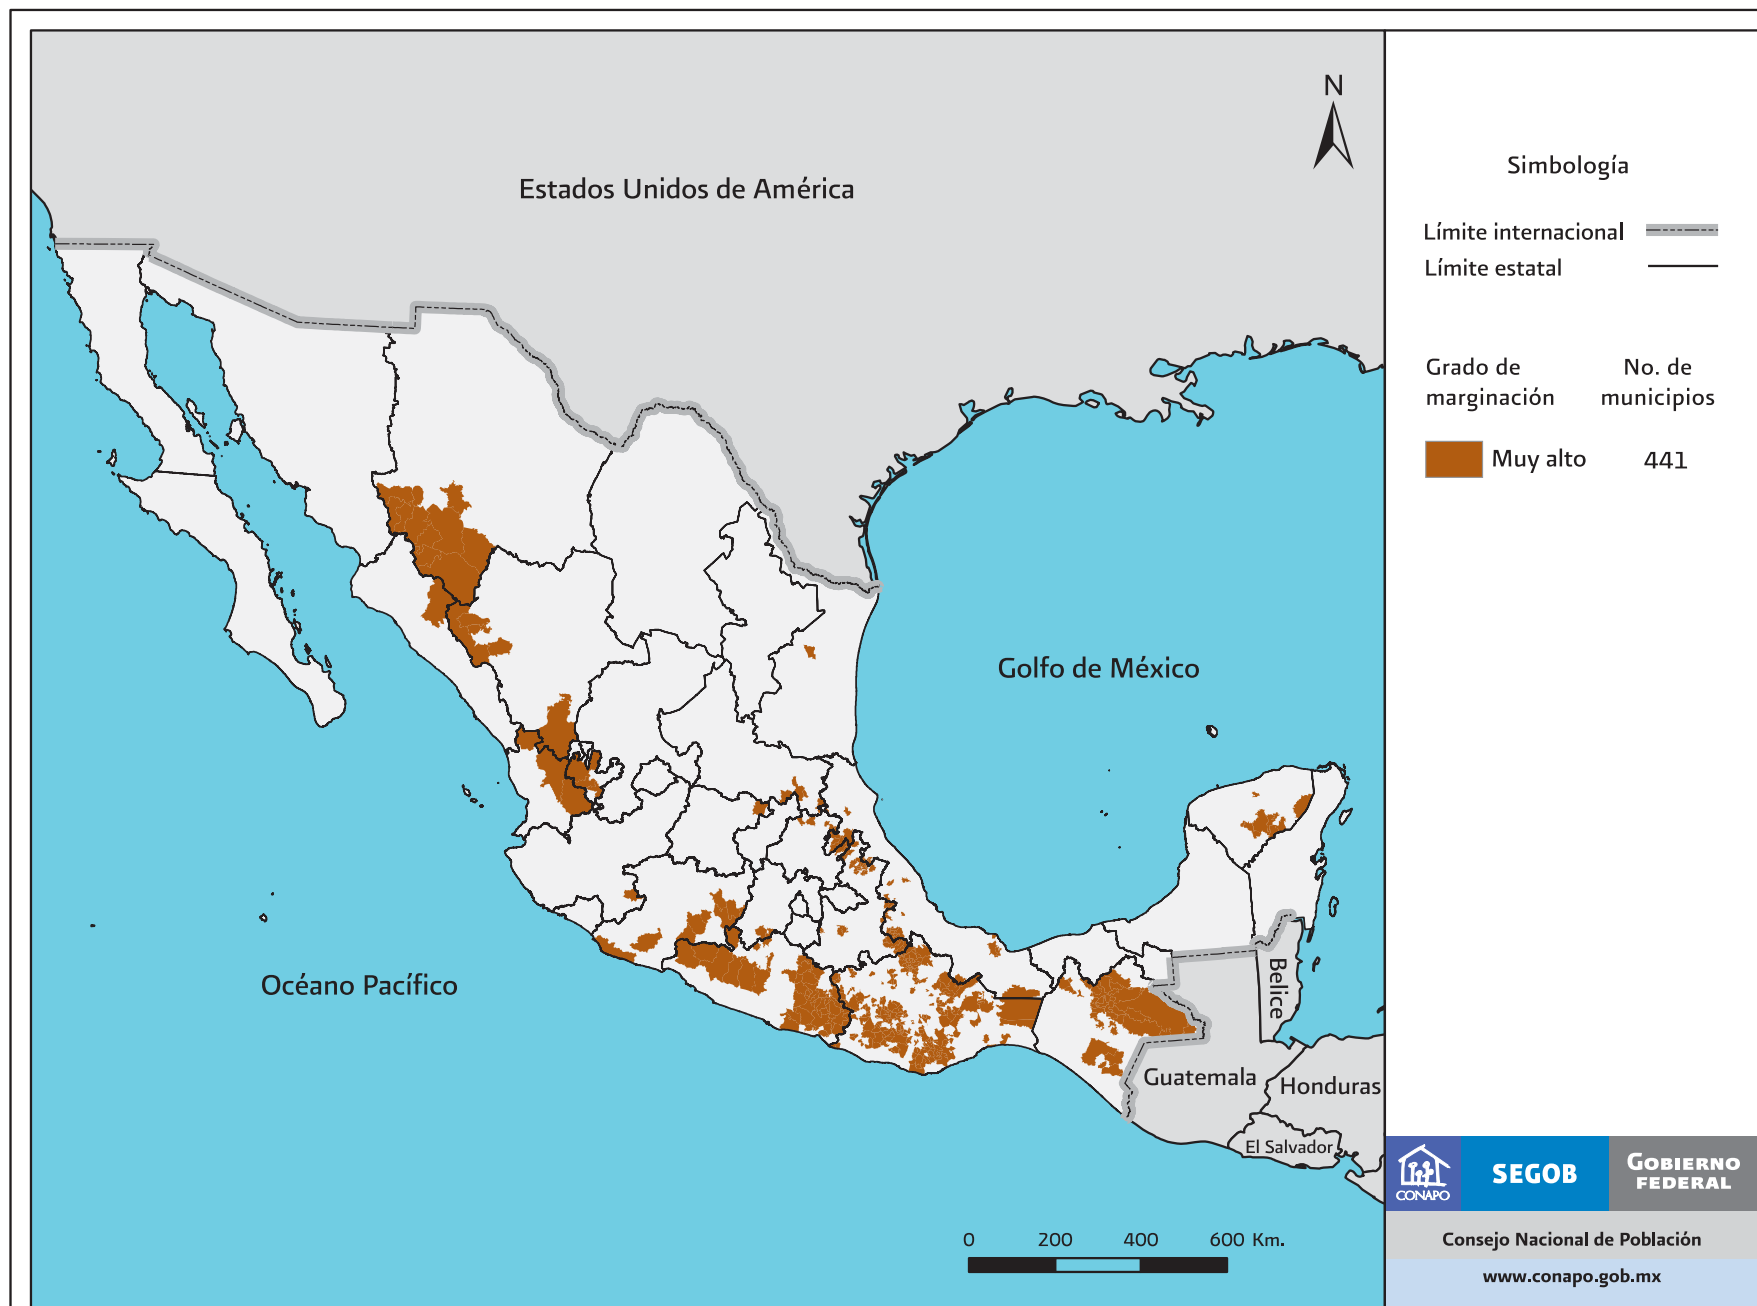 N
Estados Unidos de América
Golfo de México
Océano Pacífico
Belice
Guatemala
Honduras
El Salvador
0 200 400 600 Km.
Simbología
Límite internacional
Límite estatal
Grado de marginación
No. de municipios
Muy alto 441
CONAPO
SEGOB
GOBIERNO
FEDERAL
Consejo Nacional de Población
www.conapo.gob.mx